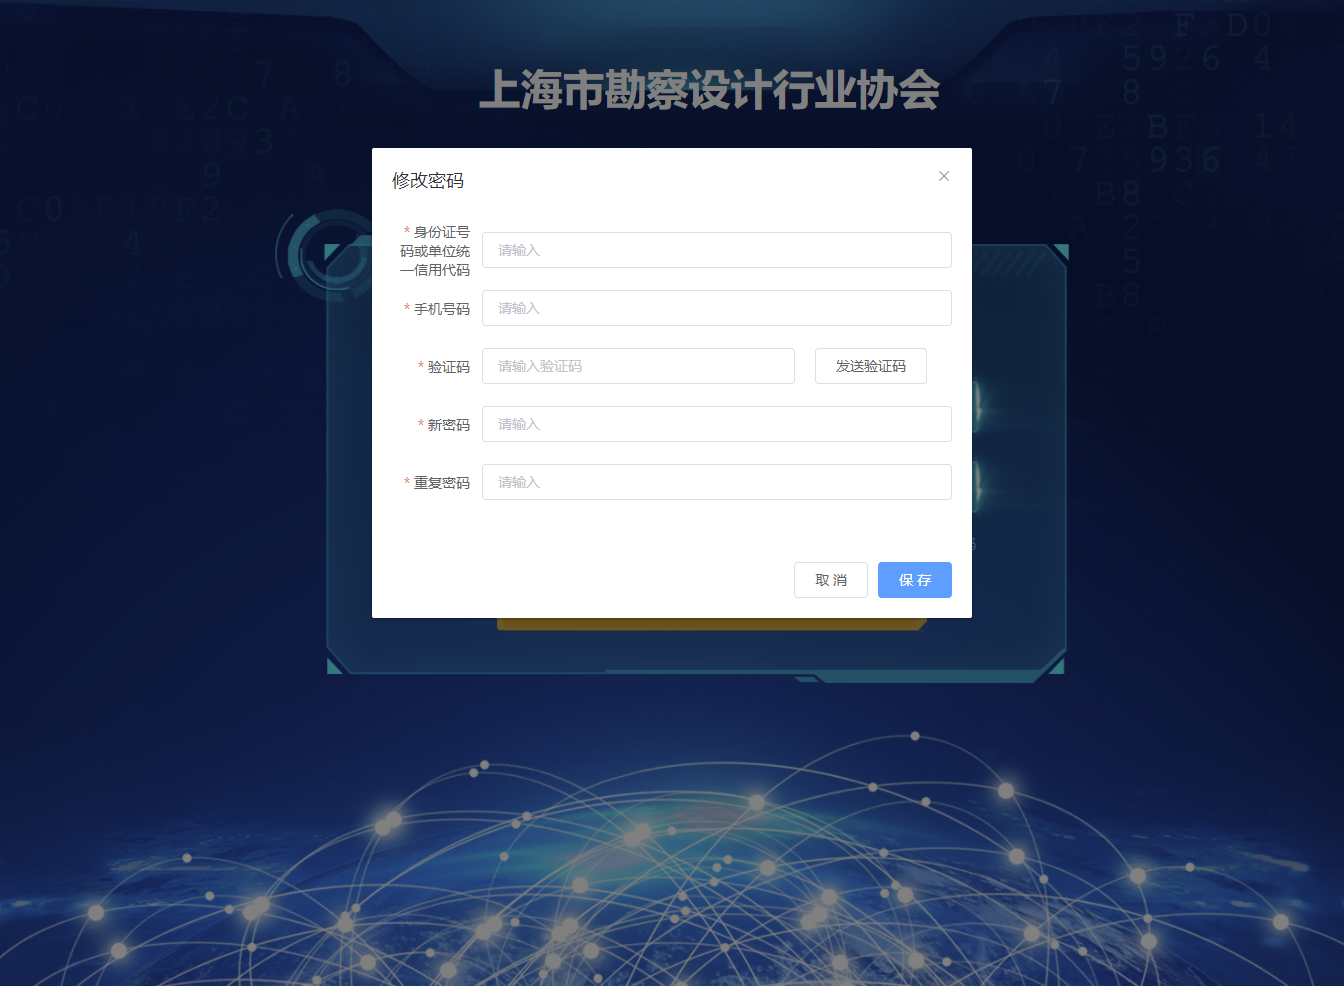 上海市勘察设计行业协会
修改密码
* 身份证号
码或单位统
一信用代码
请输入
* 手机号码
请输入
* 验证码
请输入验证码
发送验证码
* 新密码
请输入
* 重复密码
请输入
取 消
保 存